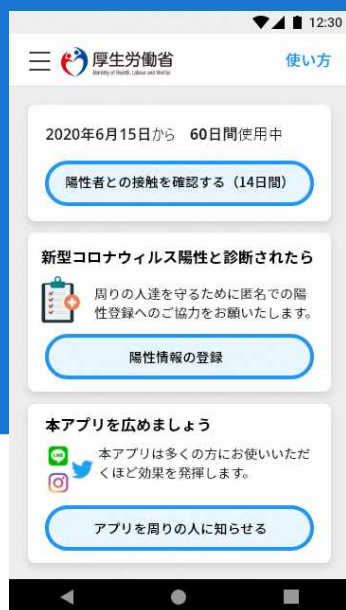 12:30
厚生労働省
Ministry of Health, Labour and Welfare
使い方
2020年6月15日から 60日間使用中
陽性者との接触を確認する（14日間）
新型コロナウィルス陽性と診断されたら
周りの人達を守るために匿名での陽
性登録へのご協力をお願いいたします。
陽性情報の登録
本アプリを広めましょう
LINE
本アプリは多くの方にお使いいただ
くほど効果を発揮します。
アプリを周りの人に知らせる